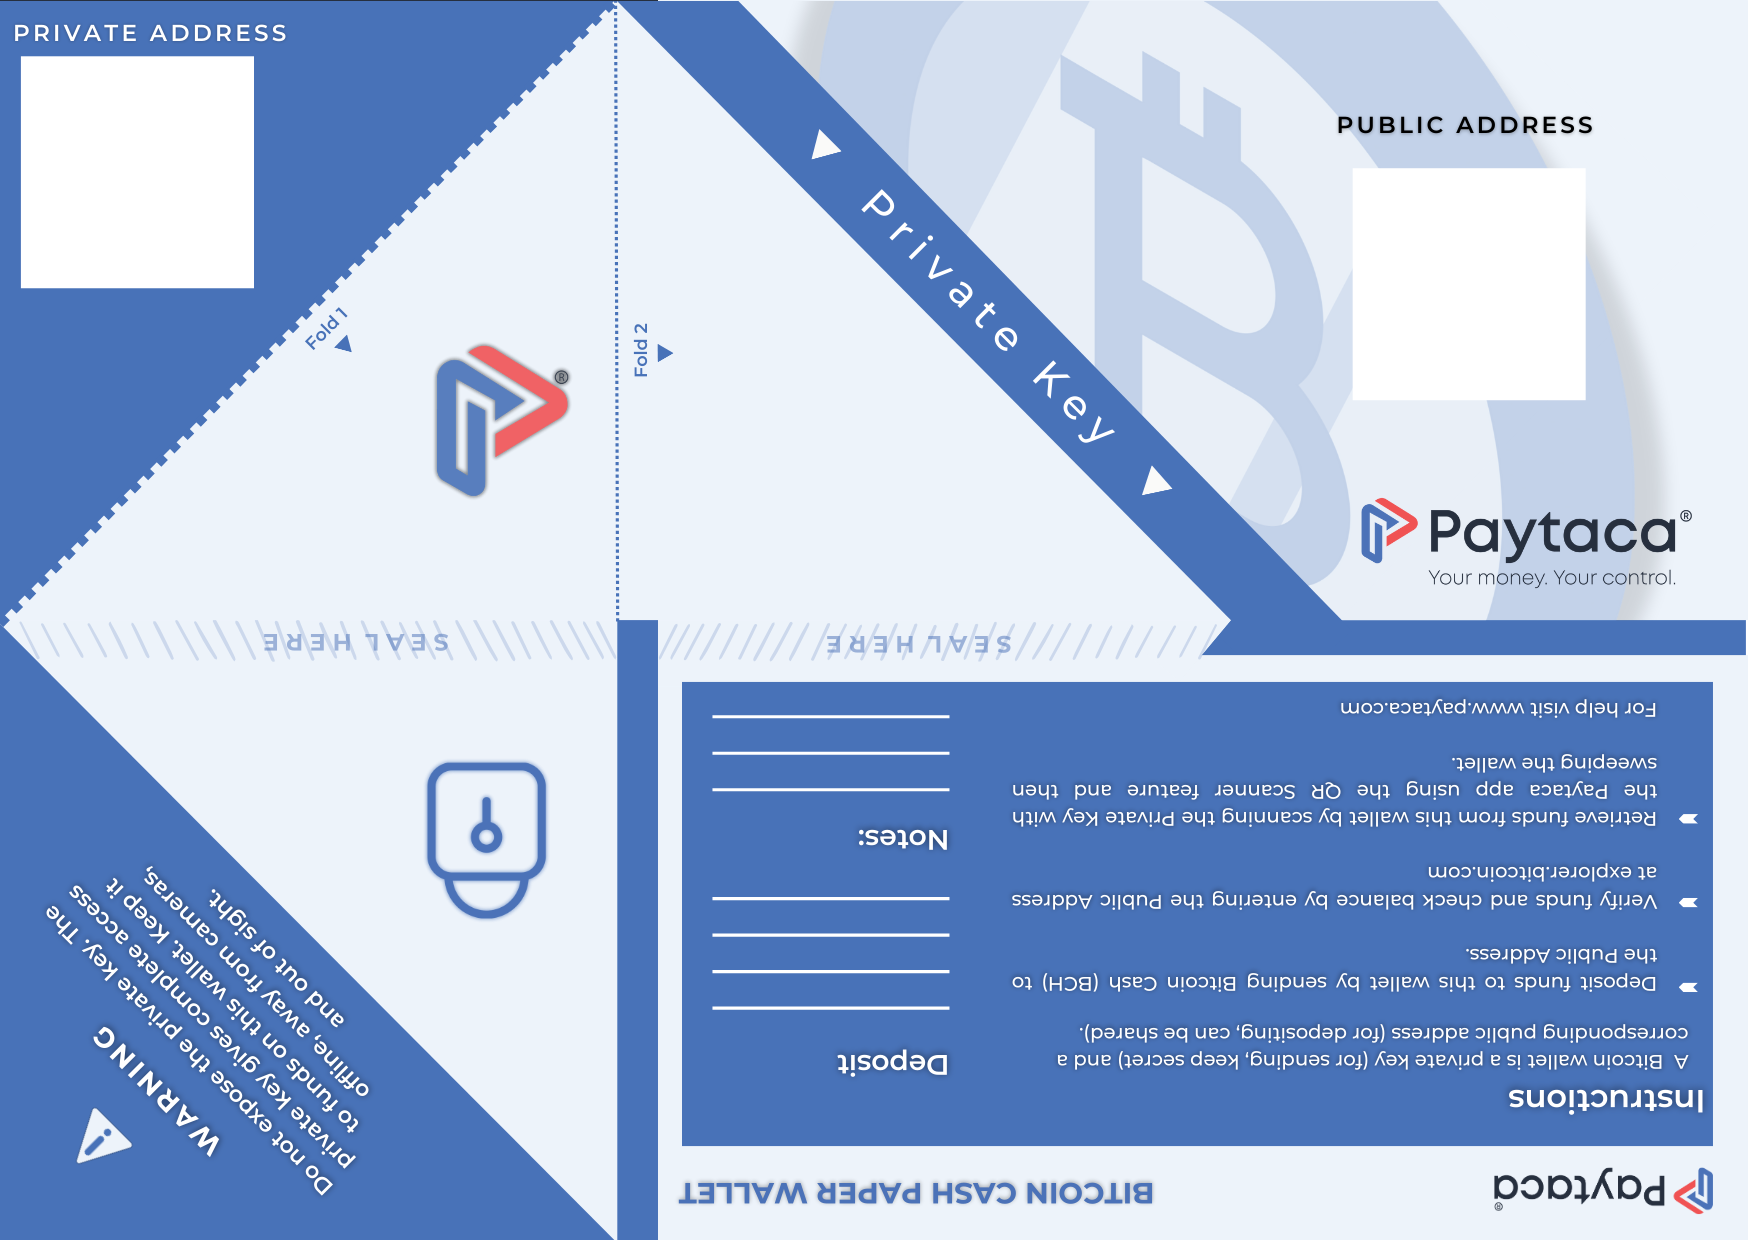 PRIVATE ADDRESS
Fold 1
®
Fold 2
Private Key
PUBLIC ADDRESS
Paytaca®
Your money. Your control.
SEAL HERE
SEAL HERE
WARNING
Do not expose the private key. The
private key gives complete access
to funds on this wallet. Keep it
offline, away from cameras,
and out of sight.
Paytaca®
BITCOIN CASH PAPER WALLET
Instructions
A Bitcoin wallet is a private key (for sending, keep secret) and a
corresponding public address (for depositing, can be shared).
Deposit funds to this wallet by sending Bitcoin Cash (BCH) to
the Public Address.
Verify funds and check balance by entering the Public Address
at explorer.bitcoin.com
Retrieve funds from this wallet by scanning the Private Key with
the Paytaca app using the QR Scanner feature and then
sweeping the wallet.
For help visit www.paytaca.com
Deposit
Notes: